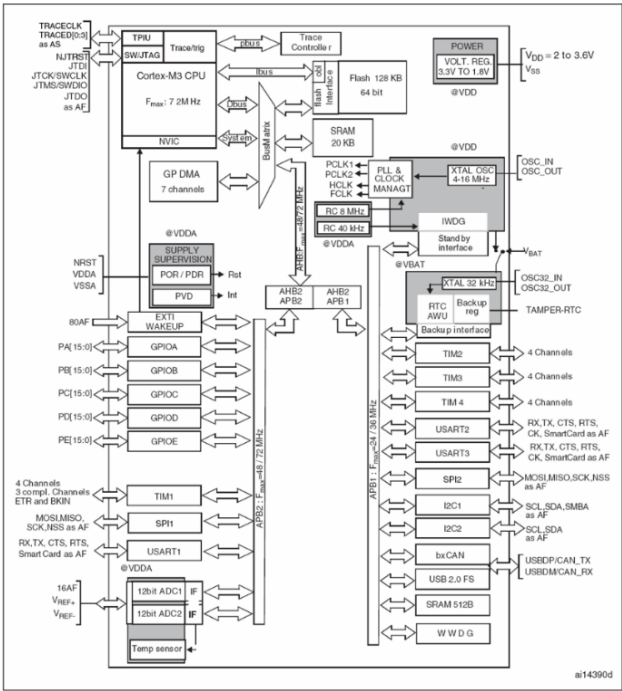 TRACECLK
TRACED[0:3]
as AS
NJTRST
JTDI
JTCK/SWCLK
JTMS/SWDIO
JTDO
as AF
TPIU
SW/JTAG
Trace/trig
Cortex-M3 CPU
Fmax: 7 2M Hz
NVIC
GP DMA
7 channels
pbus
Ibus
Dbus
System
BusMatrix
Trace
Controller
obl
flash
Interface
Flash 128 KB
64 bit
SRAM
20 KB
POWER
VOLT. REG.
3.3V TO 1.8V
@VDD
VDD = 2 to 3.6V
VSS
@VDD
PCLK1
PCLK2
HCLK
FCLK
PLL &
CLOCK
MANAGT
XTAL OSC
4-16 MHz
OSC_IN
OSC_OUT
RC 8 MHz
RC 40 kHz
@VDDA
IWDG
Stand by
interface
@VBAT
VBAT
XTAL 32 kHz
OSC32_IN
OSC32_OUT
RTC
AWU
Backup
reg
TAMPER-RTC
Backup interface
AHB:Fmax=48/72 MHz
@VDDA
SUPPLY
SUPERVISION
NRST
VDDA
VSSA
POR / PDR
Rst
PVD
Int
AHB2
APB2
AHB2
APB 1
80AF
EXTI
WAKEUP
PA[15:0]
GPIOA
PB[15:0]
GPIOB
PC[15:0]
GPIOC
PD[15:0]
GPIOD
PE[15:0]
GPIOE
APB2 : Fmax=48 / 72 MHz
APB1 : Fmax=24 / 36 MHz
4 Channels
3 compl. Channels
ETR and BKIN
TIM1
MOSI,MISO,
SCK,NSS as AF
SPI1
RX,TX, CTS, RTS,
Smart Card as AF
USART1
@VDDA
16AF
VREF+
VREF-
12bit ADC1
IF
12bit ADC2
IF
Temp sensor
TIM2
4 Channels
TIM3
4 Channels
TIM 4
4 Channels
USART2
RX,TX, CTS, RTS,
CK, SmartCard as AF
USART3
RX,TX, CTS, RTS,
CK, SmartCard as AF
SPI2
MOSI,MISO,SCK,NSS
as AF
I2C1
SCL,SDA,SMBA
as AF
I2C2
SCL,SDA
as AF
bxCAN
USBDP/CAN_TX
USBDM/CAN_RX
USB 2.0 FS
SRAM 512B
W W D G
ai14390d